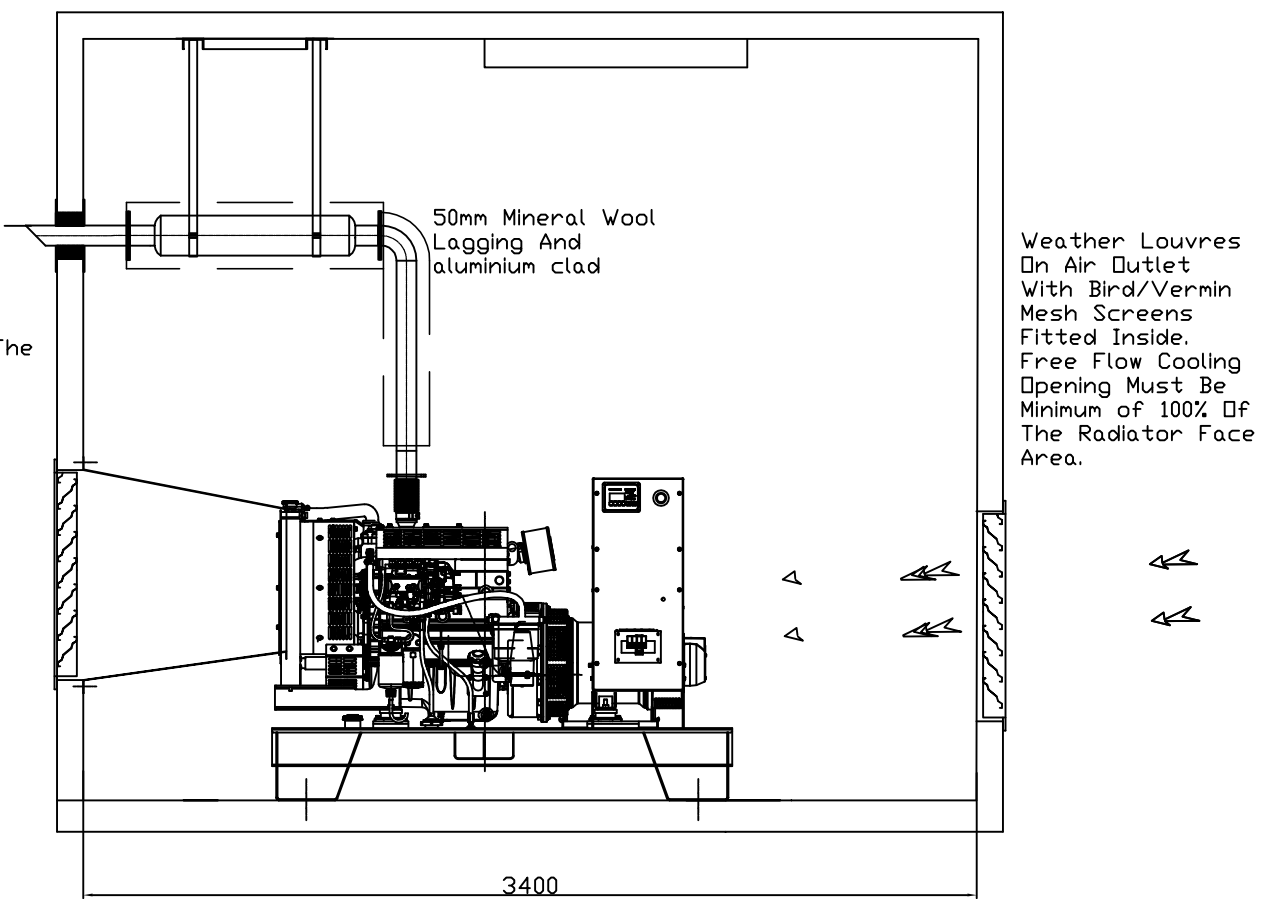 50mm Mineral Wool
Lagging And
aluminium clad
The
Weather Louvres
On Air Outlet
With Bird/Vermin
Mesh Screens
Fitted Inside.
Free Flow Cooling
Opening Must Be
Minimum of 100% Of
The Radiator Face
Area.
3400